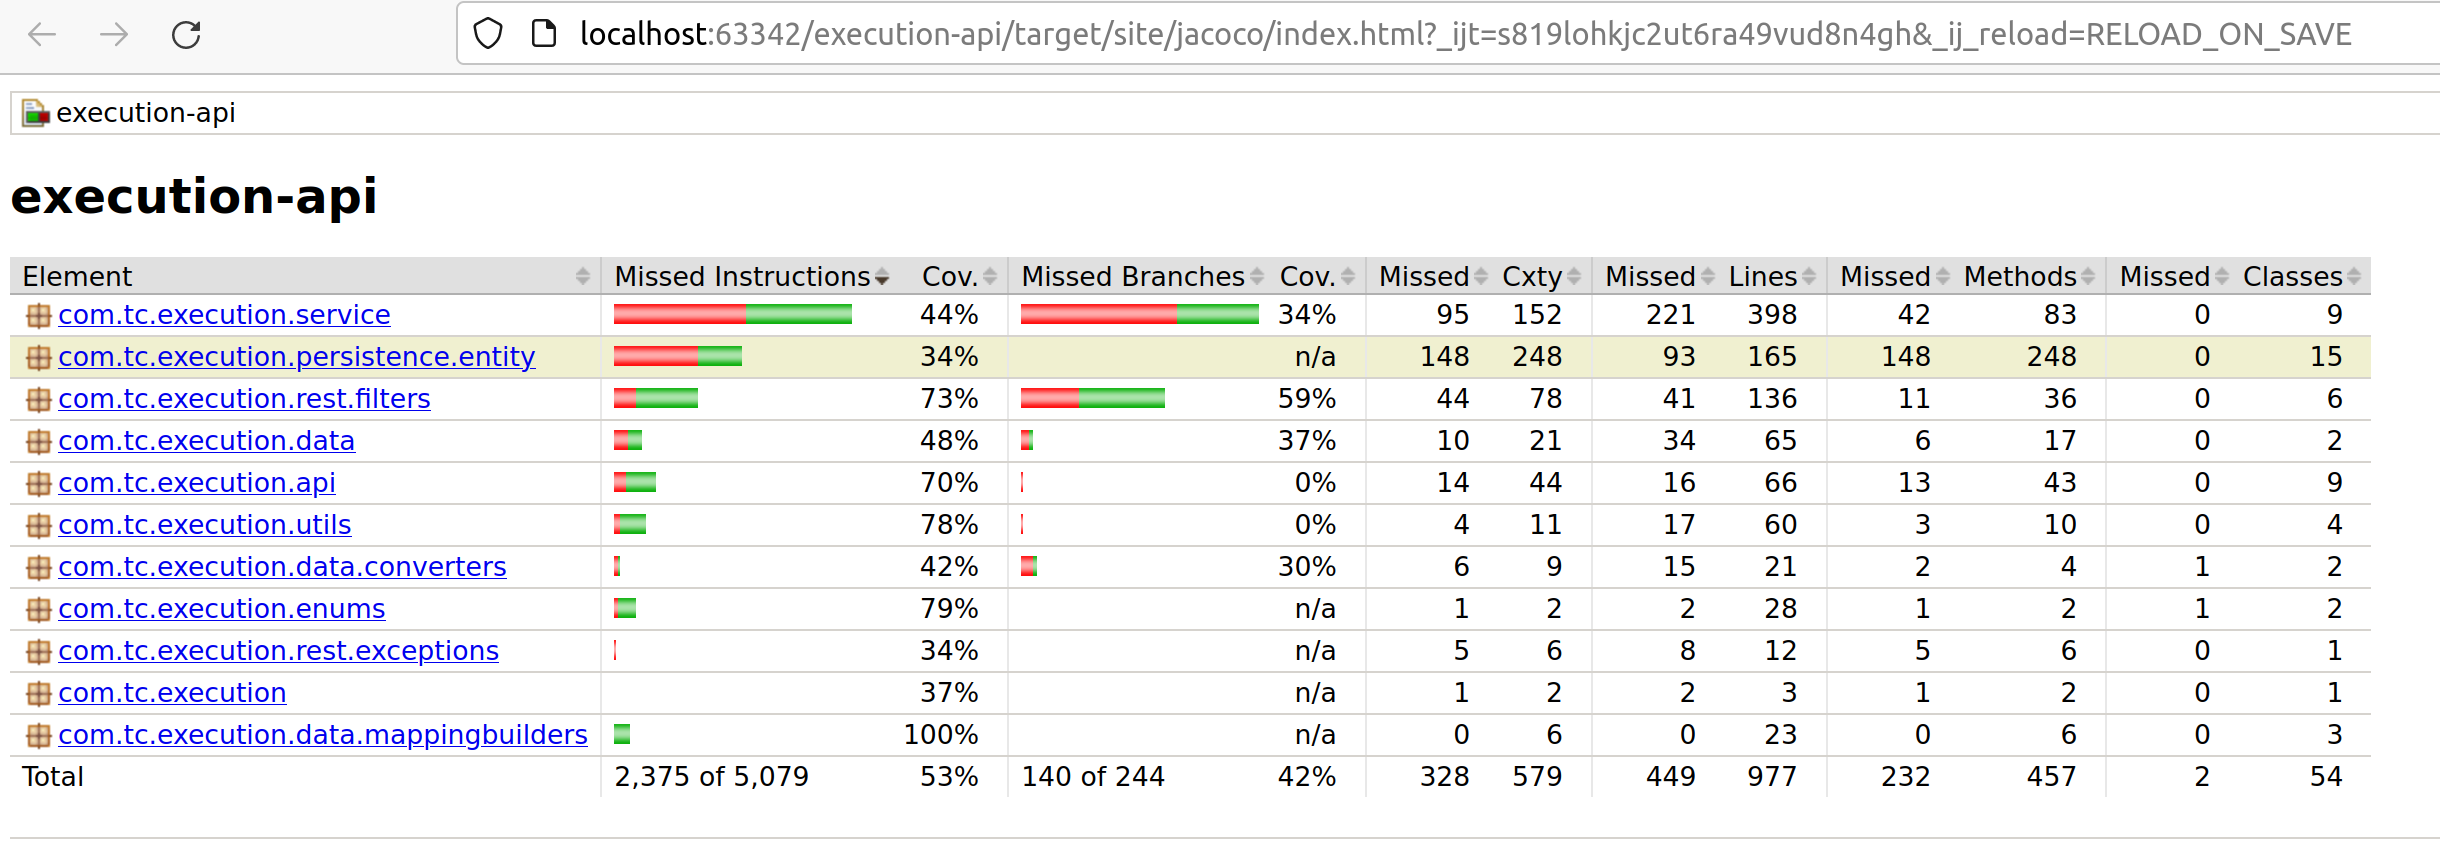 localhost:63342/execution-api/target/site/jacoco/index.html?_ijt=s819lohkjc2ut6ra49vud8n4gh&_ij_reload=RELOAD_ON_SAVE
execution-api
execution-api
Element Missed Instructions Cov. Missed Branches Cov. Missed Cxty Missed Lines Missed Methods Missed Classes
com.tc.execution.service 44% 34% 95 152 221 398 42 83 0 9
com.tc.execution.persistence.entity 34% n/a 148 248 93 165 148 248 0 15
com.tc.execution.rest.filters 73% 59% 44 78 41 136 11 36 0 6
com.tc.execution.data 48% 37% 10 21 34 65 6 17 0 2
com.tc.execution.api 70% 0% 14 44 16 66 13 43 0 9
com.tc.execution.utils 78% 0% 4 11 17 60 3 10 0 4
com.tc.execution.data.converters 42% 30% 6 9 15 21 2 4 1 2
com.tc.execution.enums 79% n/a 1 2 2 28 1 2 1 2
com.tc.execution.rest.exceptions 34% n/a 5 6 8 12 5 6 0 1
com.tc.execution 37% n/a 1 2 2 3 1 2 0 1
com.tc.execution.data.mappingbuilders 100% n/a 0 6 0 23 0 6 0 3
Total 2,375 of 5,079 53% 140 of 244 42% 328 579 449 977 232 457 2 54